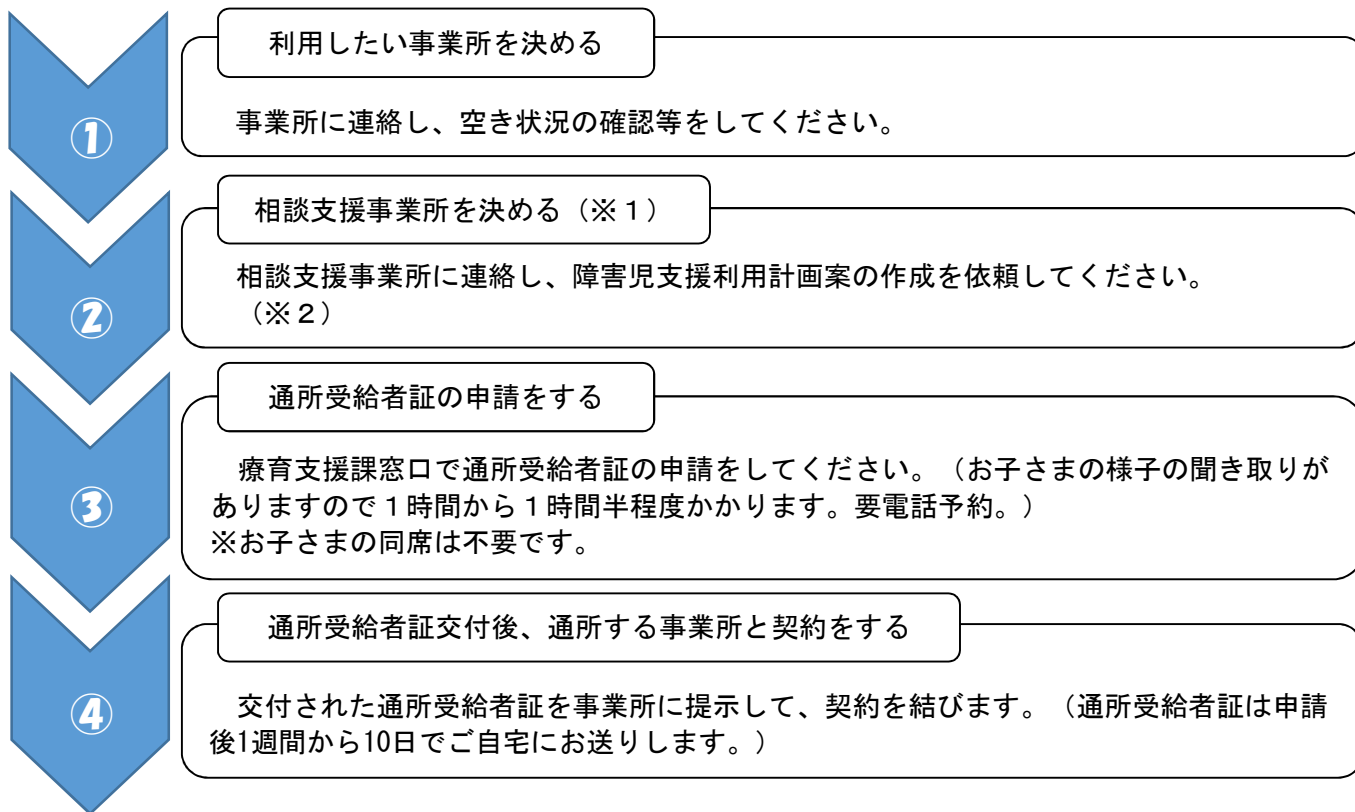 ①
利用したい事業所を決める
事業所に連絡し、空き状況の確認等をしてください。
②
相談支援事業所を決める（※１）
相談支援事業所に連絡し、障害児支援利用計画案の作成を依頼してください。
（※２）
③
通所受給者証の申請をする
療育支援課窓口で通所受給者証の申請をしてください。（お子さまの様子の聞き取りが
ありますので１時間から１時間半程度かかります。要電話予約。）
※お子さまの同席は不要です。
④
通所受給者証交付後、通所する事業所と契約をする
交付された通所受給者証を事業所に提示して、契約を結びます。（通所受給者証は申請
後1週間から10日でご自宅にお送りします。）